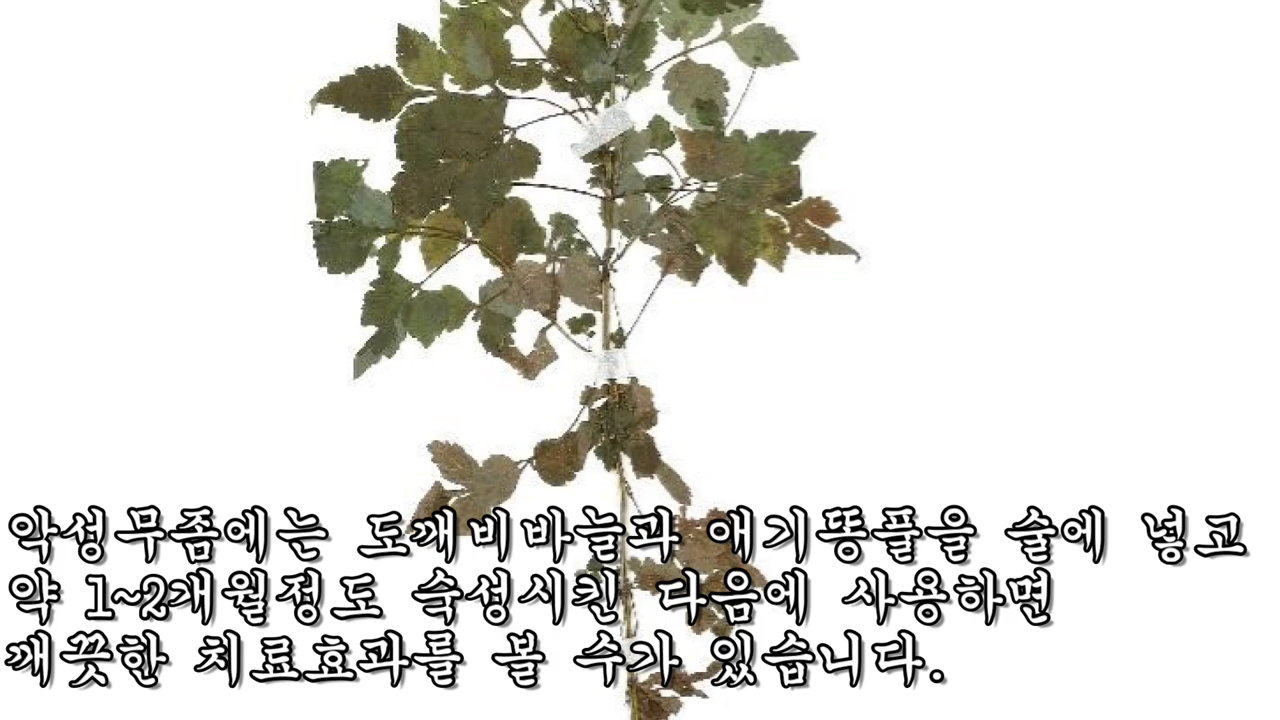 악성무좀에는 도깨비바늘과 애기똥풀을 술에 넣고
약 1~2개월정도 숙성시킨 다음에 사용하면
깨끗한 치료효과를 볼 수가 있습니다.